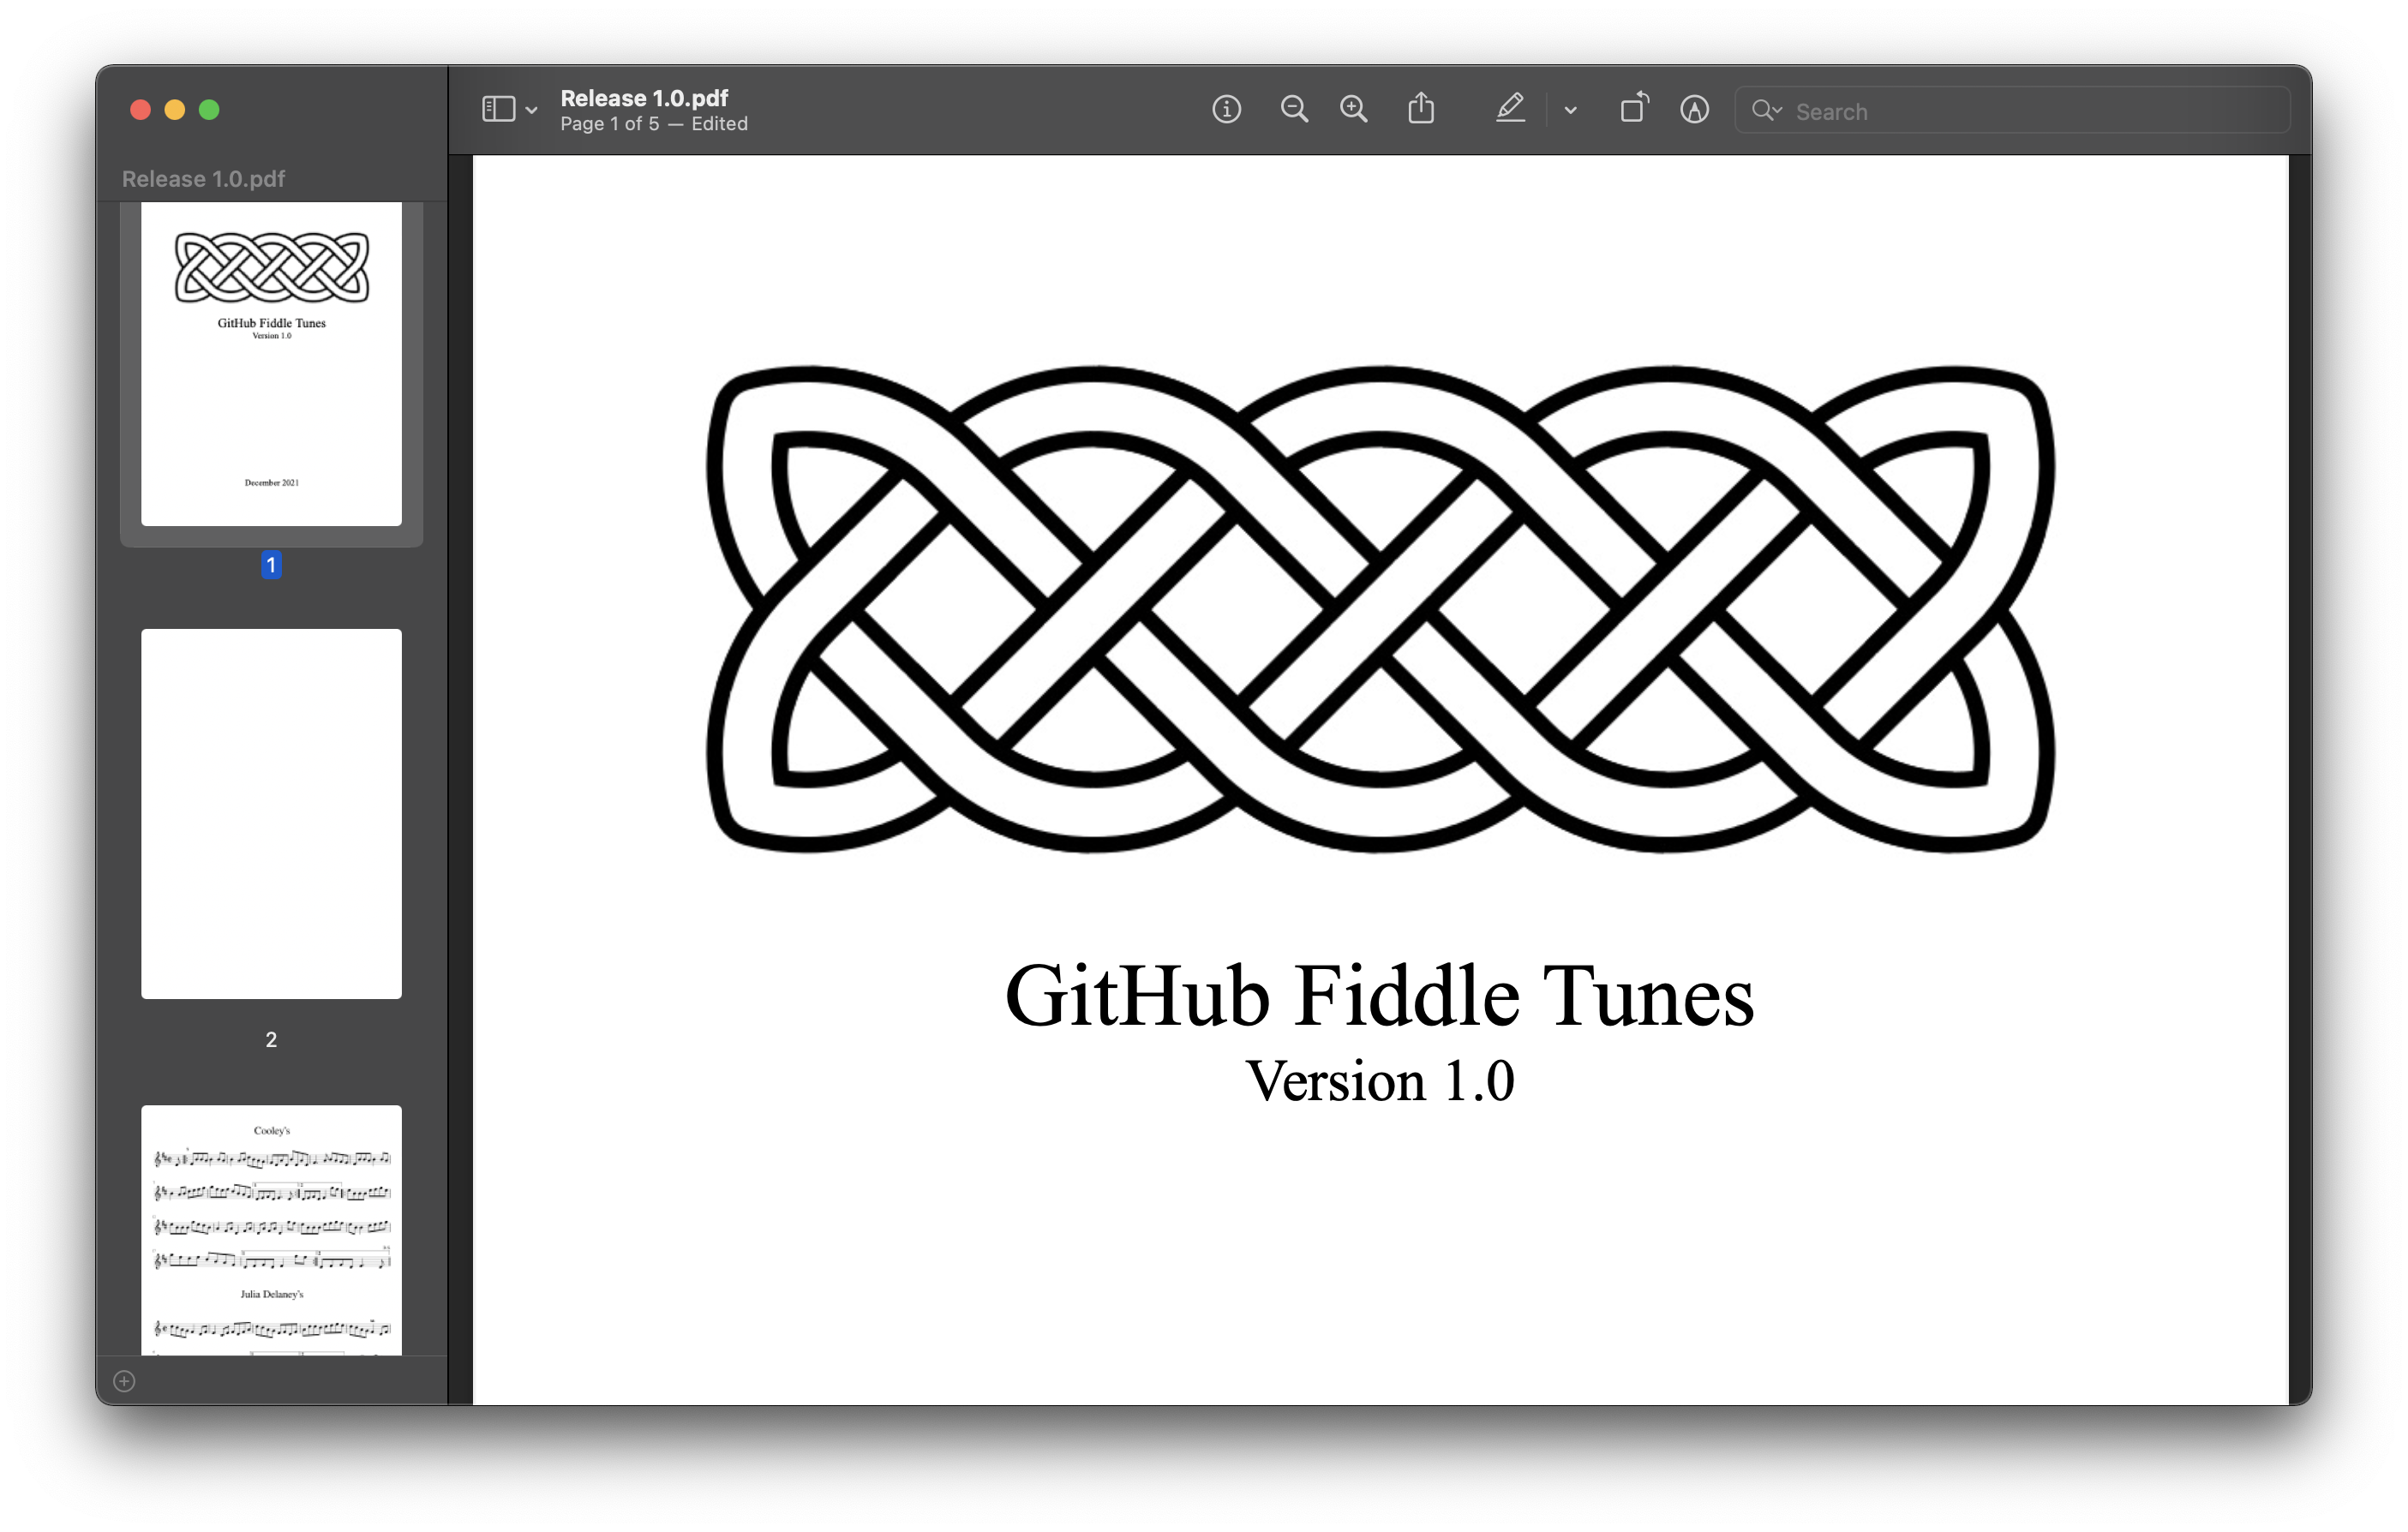 Release 1.0.pdf
Page 1 of 5 — Edited
Search
Release 1.0.pdf
GitHub Fiddle Tunes
Version 1.0
December 2021
1
2
Cooley's
Julia Delaney's
GitHub Fiddle Tunes
Version 1.0